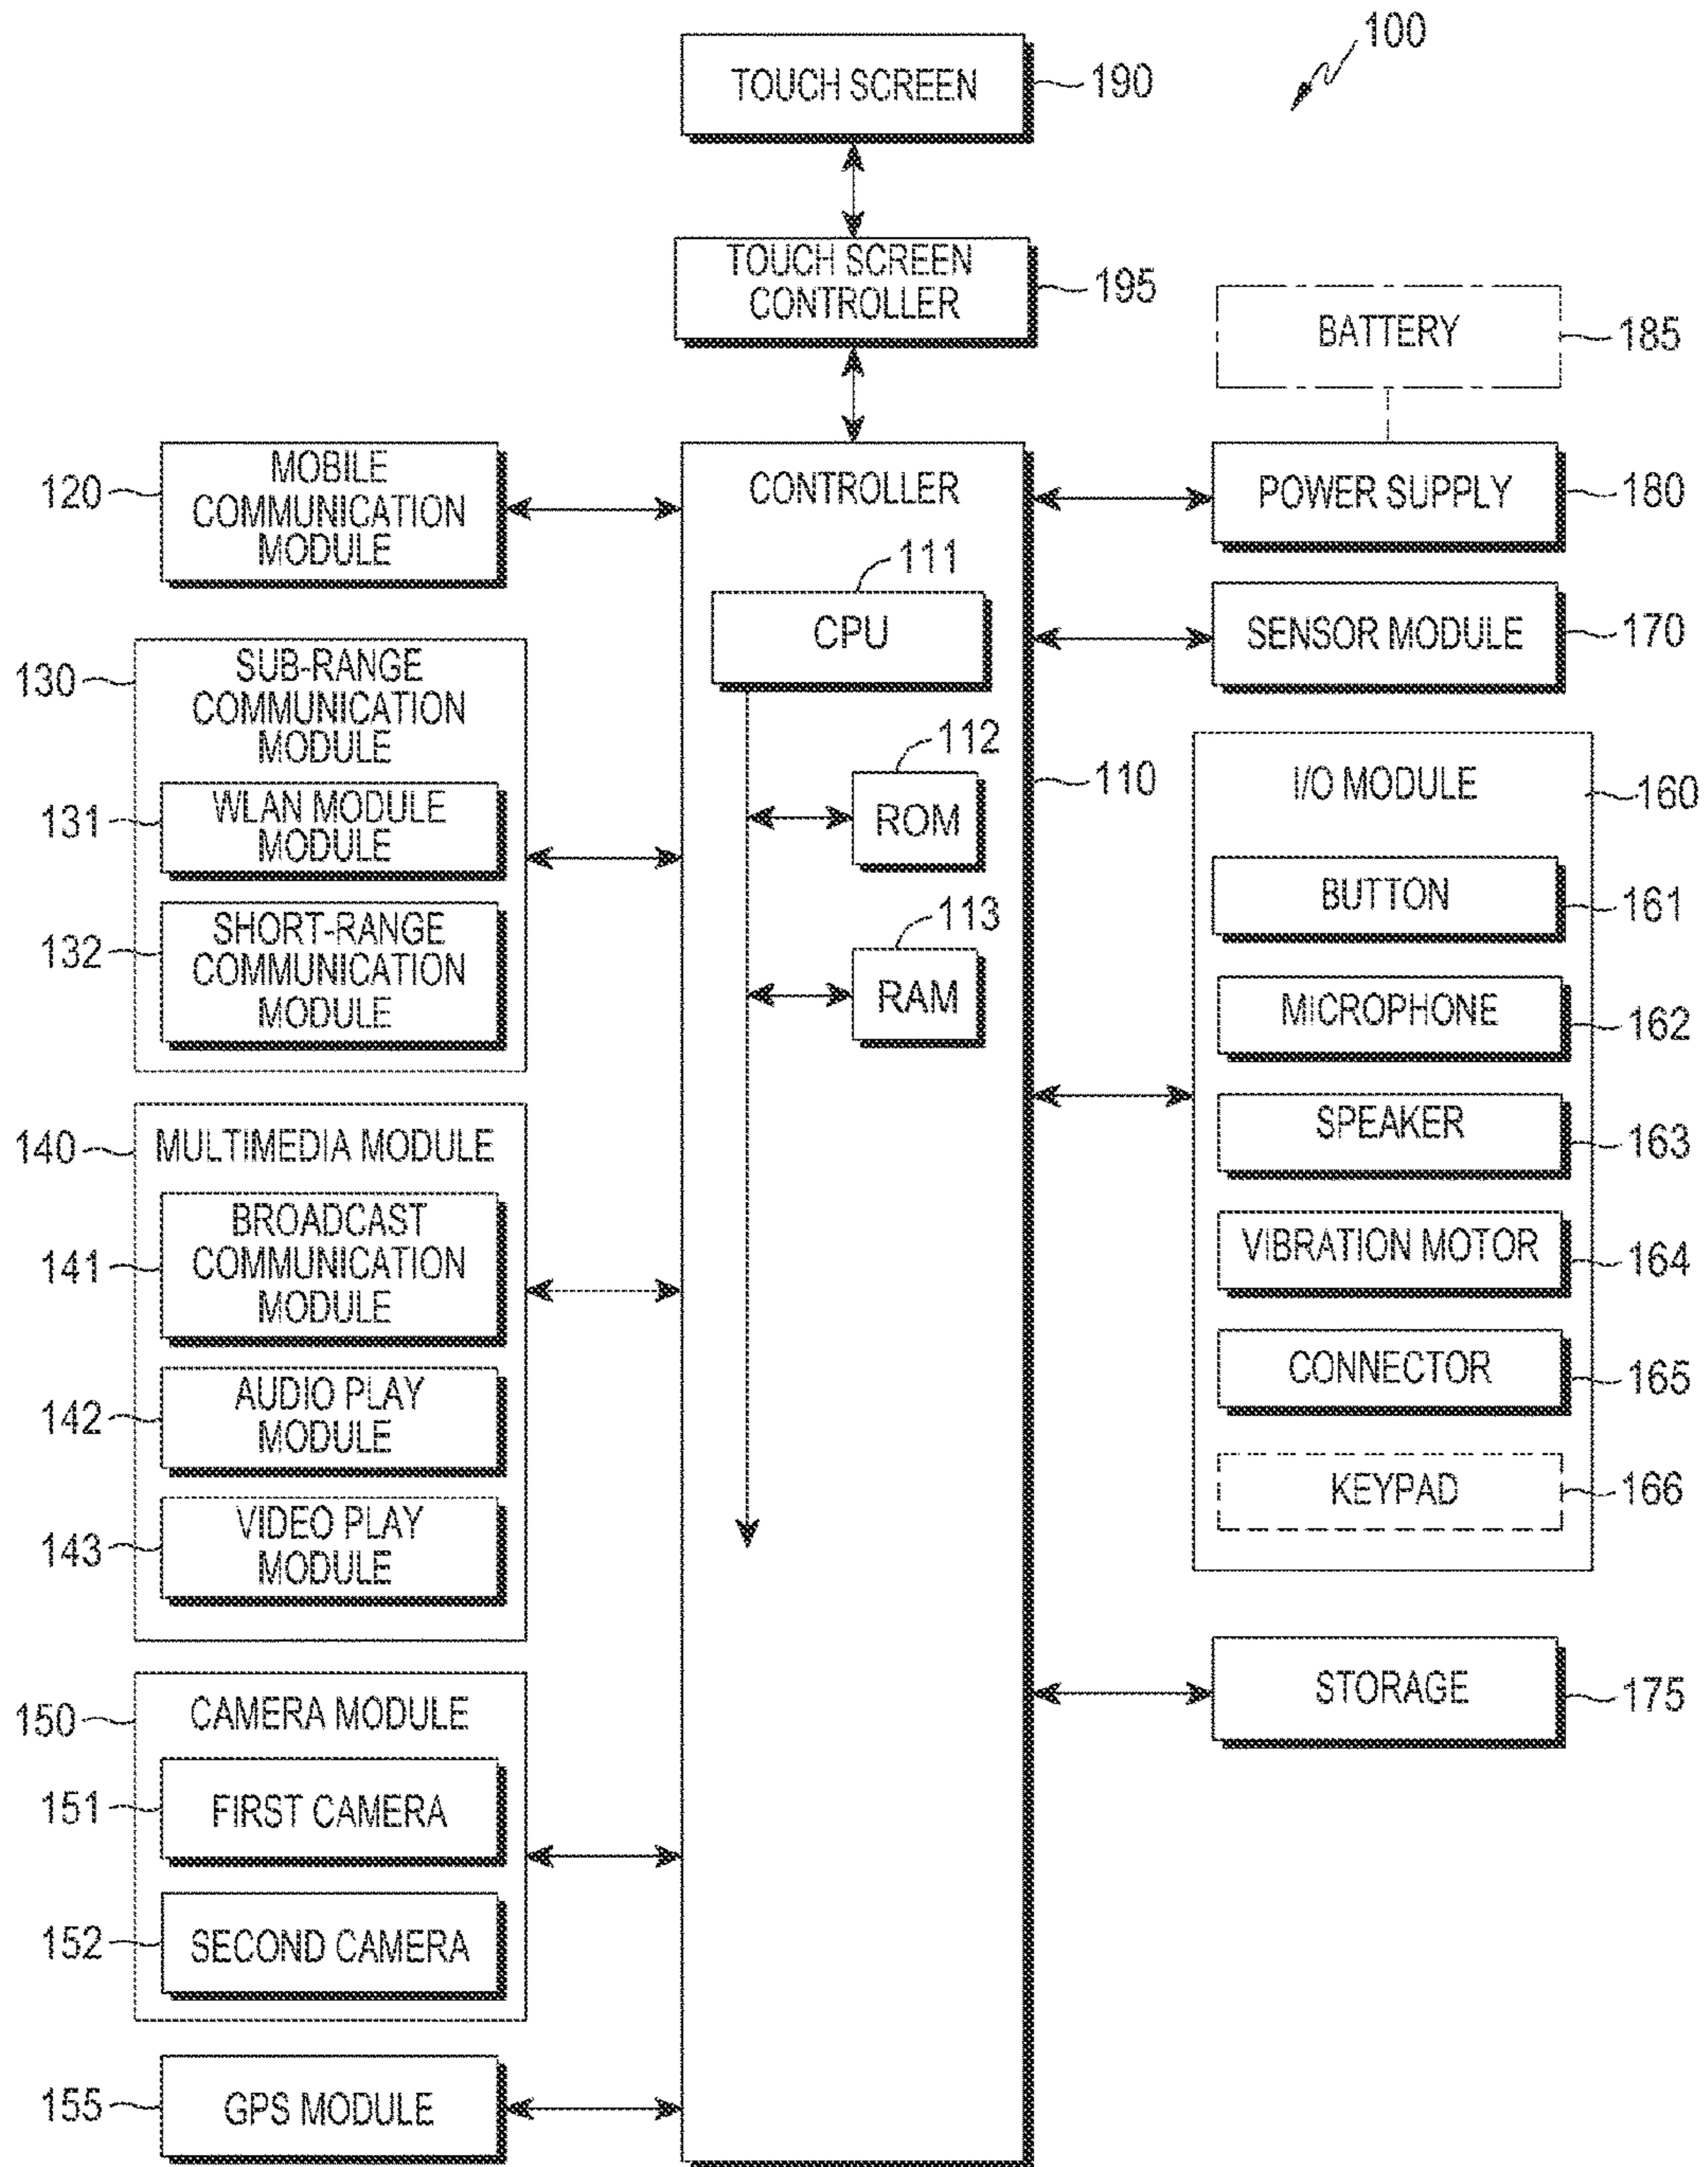 100
TOUCH SCREEN
190
TOUCH SCREEN
CONTROLLER
195
BATTERY
185
120
MOBILE
COMMUNICATION
MODULE
130
SUB-RANGE
COMMUNICATION
MODULE
131
WLAN MODULE
MODULE
132
SHORT-RANGE
COMMUNICATION
MODULE
140
MULTIMEDIA MODULE
141
BROADCAST
COMMUNICATION
MODULE
142
AUDIO PLAY
MODULE
143
VIDEO PLAY
MODULE
150
CAMERA MODULE
151
FIRST CAMERA
152
SECOND CAMERA
155
GPS MODULE
CONTROLLER
111
CPU
112
ROM
113
RAM
110
POWER SUPPLY
180
SENSOR MODULE
170
I/O MODULE
160
BUTTON
161
MICROPHONE
162
SPEAKER
163
VIBRATION MOTOR
164
CONNECTOR
165
KEYPAD
166
STORAGE
175